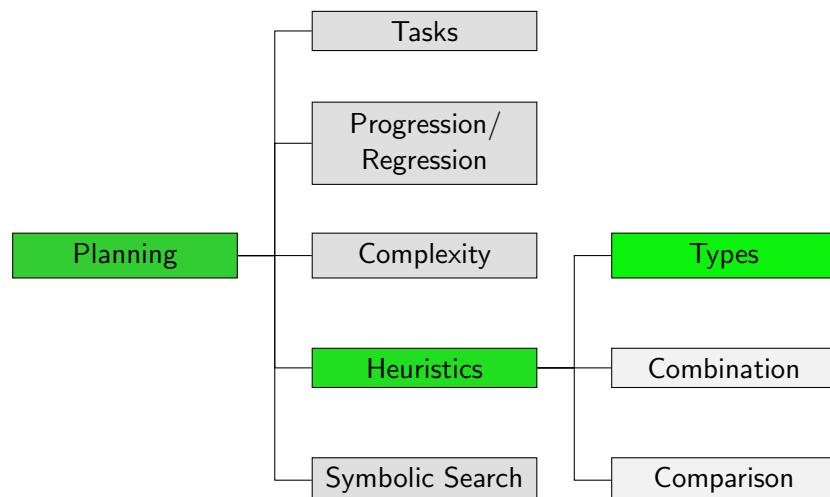 Tasks
Progression/
Regression
Planning
Complexity
Types
Heuristics
Combination
Symbolic Search
Comparison